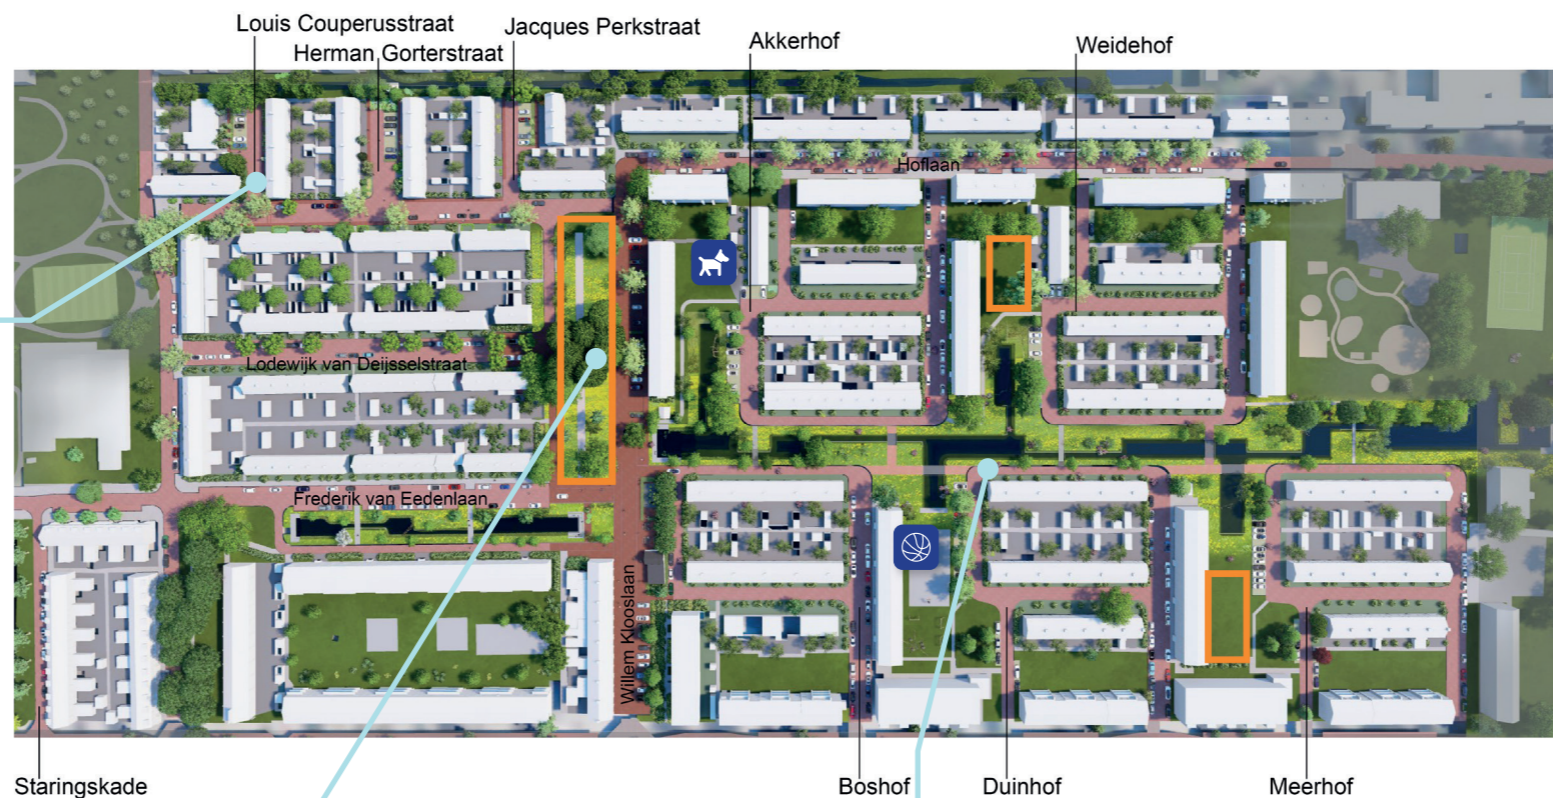 Louis Couperusstraat
Herman Gorterstraat
Jacques Perkstraat
Akkerhof
Weidehof
Hoflaan
Lodewijk van Deijsselstraat
Frederik van Eedenlaan
Willem Klooslaan
Staringskade
Boshof
Duinhof
Meerhof